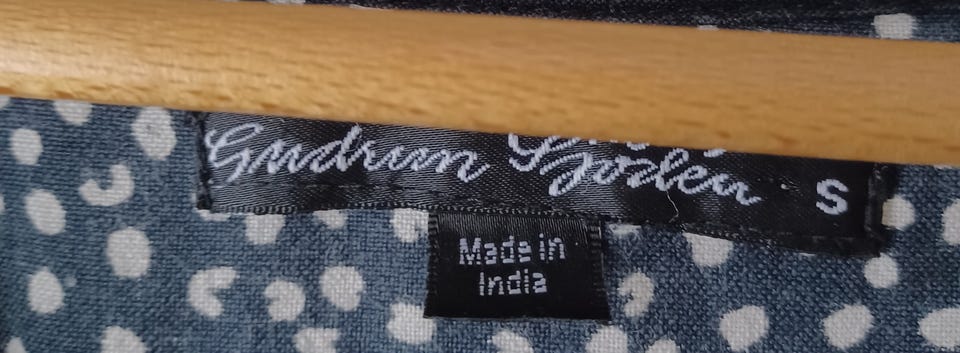 Gudrun Sjödén S
Made in
India